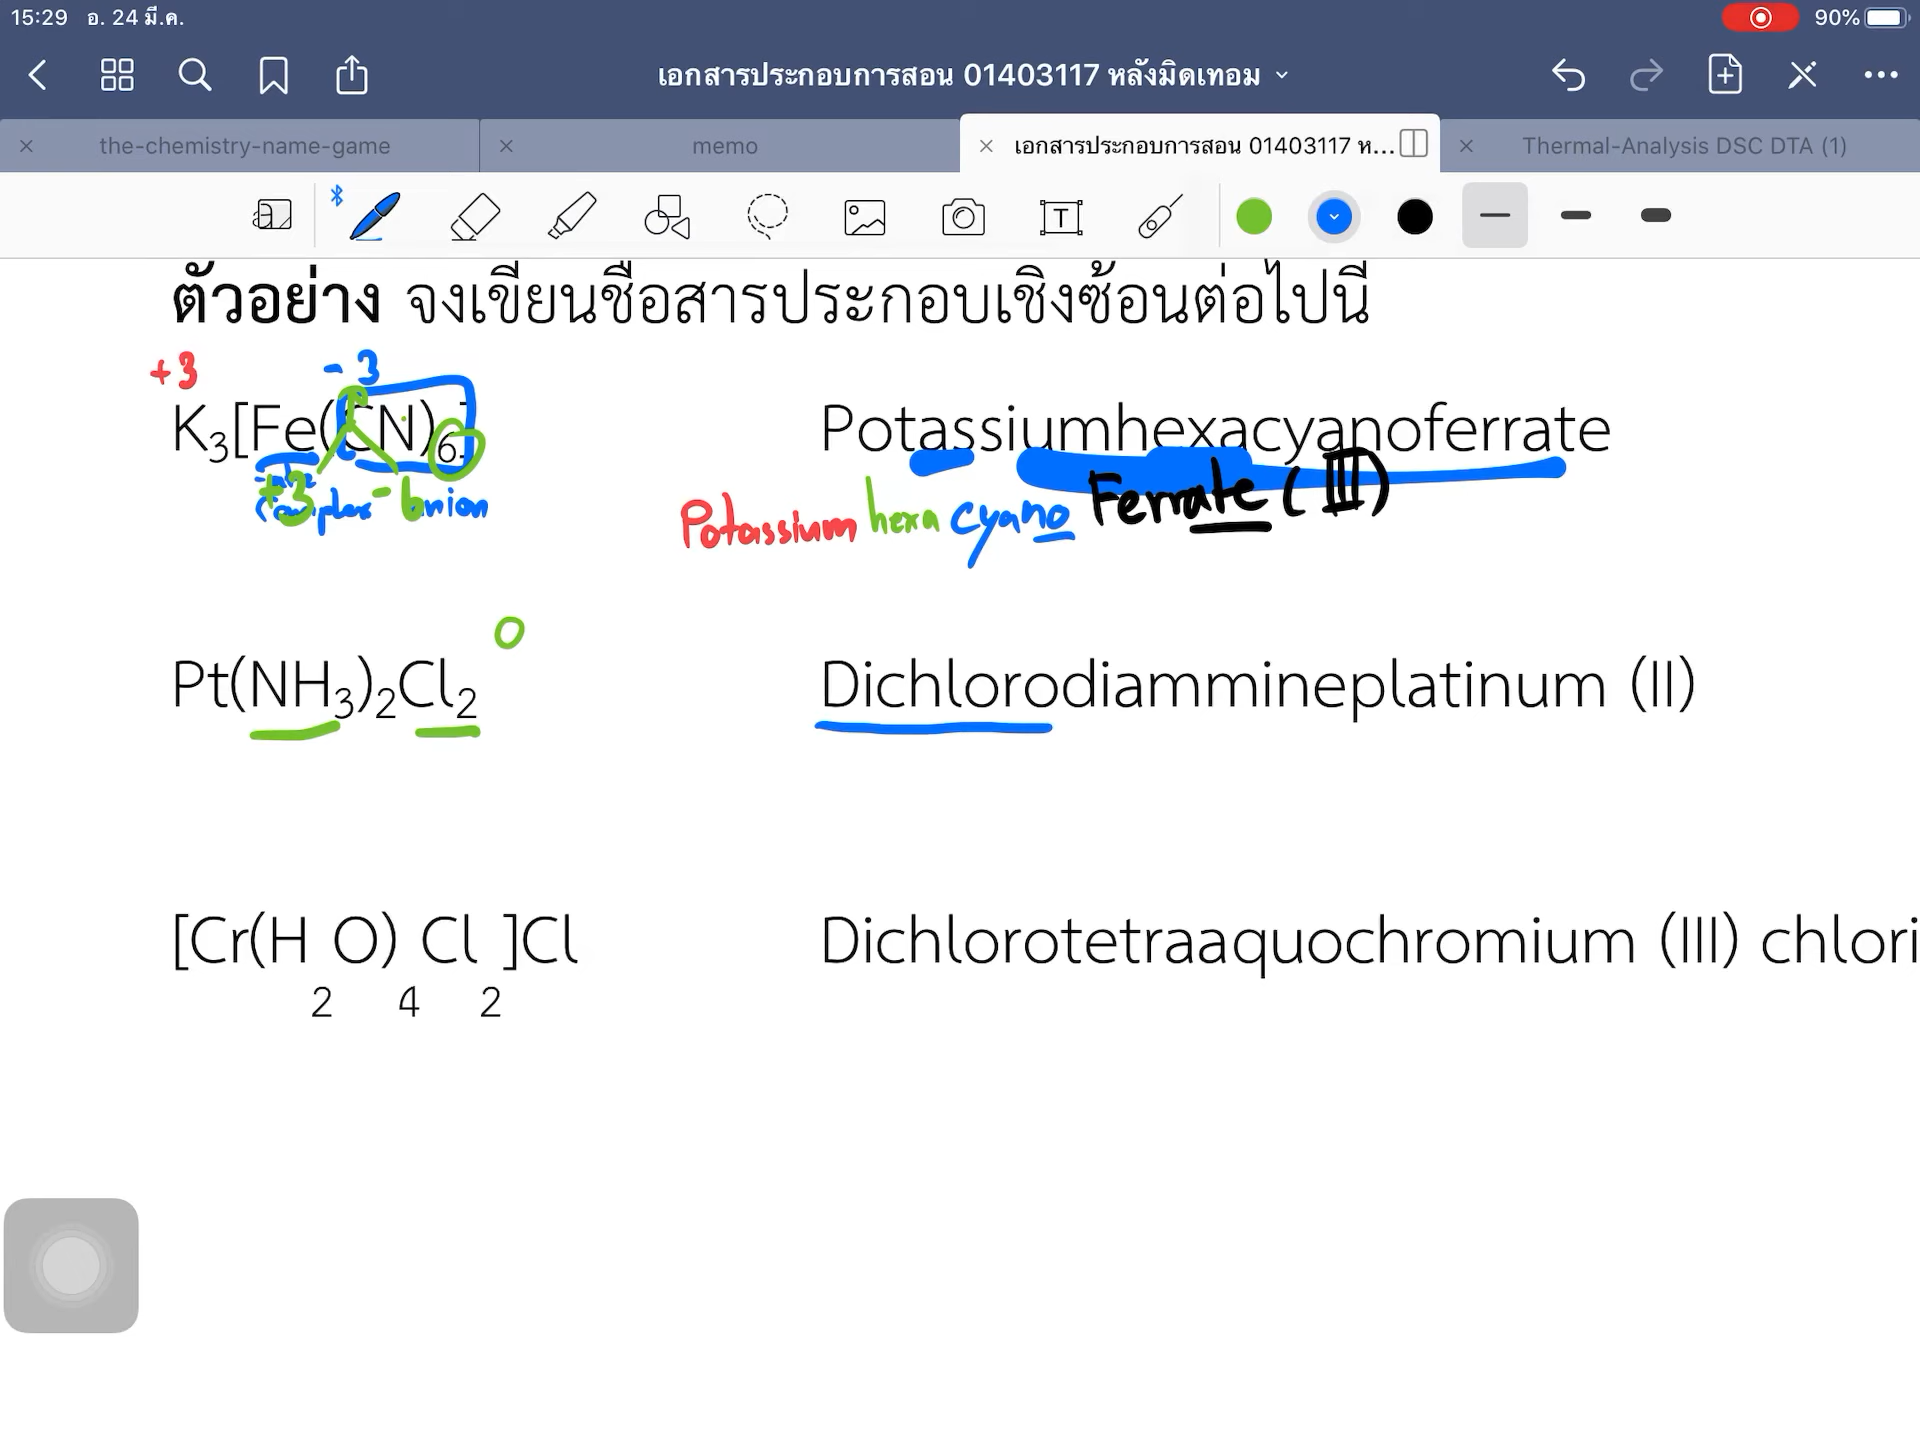 15:29 อ. 24 มี.ค. 90%
เอกสารประกอบการสอน 01403117 หลังมิดเทอม
the-chemistry-name-game memo เอกสารประกอบการสอน 01403117 ห... Thermal-Analysis DSC DTA (1)
T
ตัวอย่าง จงเขียนชื่อสารประกอบเชิงซ้อนต่อไปนี้
+3 -3
K₃[Fe(CN)₆] Potassiumhexacyanoferrate
+3 -6
complex anion
Potassium hexa cyano Ferrate (III)
0
Pt(NH₃)₂Cl₂ Dichlorodiammineplatinum (II)
[Cr(H O) Cl ]Cl Dichlorotetraaquochromium (III) chlori
2 4 2